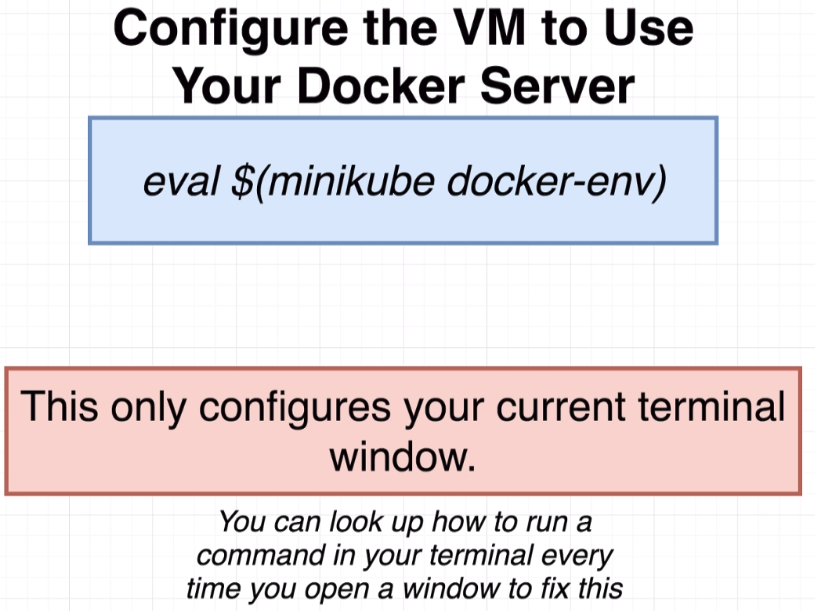 Configure the VM to Use
Your Docker Server
eval $(minikube docker-env)
This only configures your current terminal
window.
You can look up how to run a
command in your terminal every
time you open a window to fix this